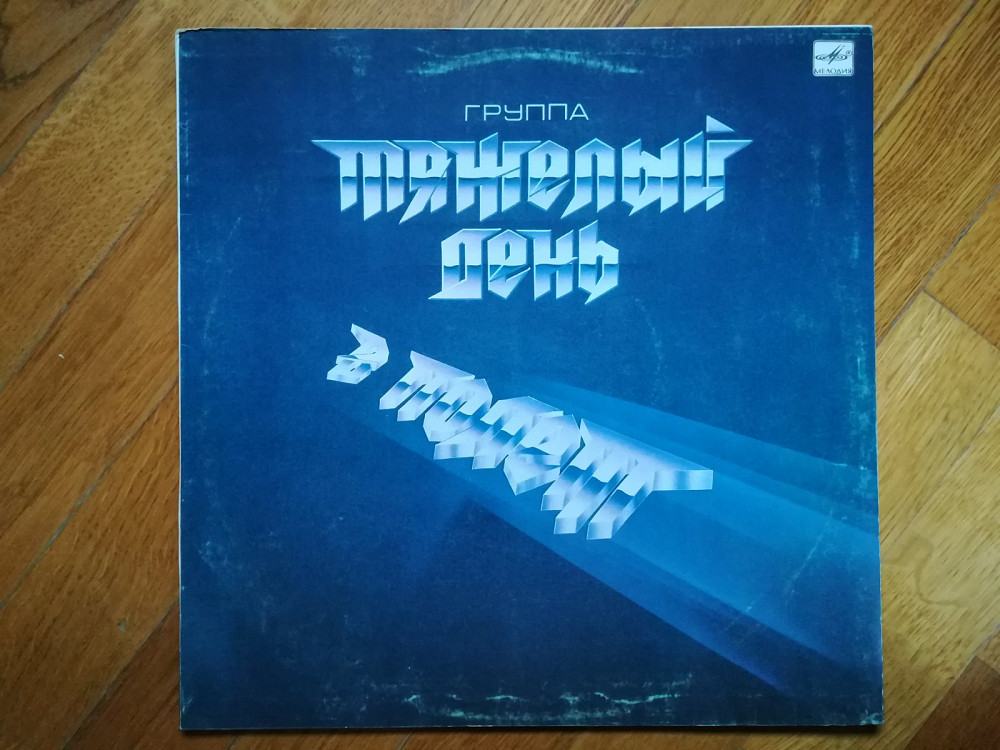 МЕЛОДИЯ
ГРУППА
ТЯЖЕЛЫЙ
ДЕНЬ
В ПОЛЕТ